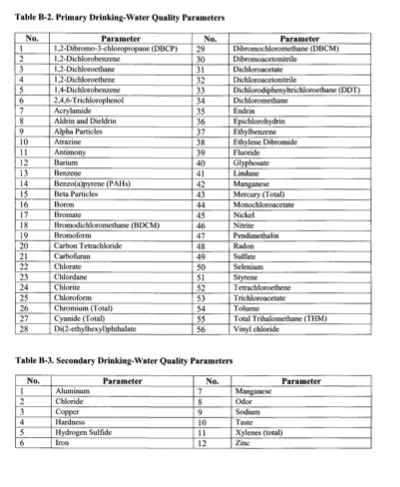 Table B-2. Primary Drinking-Water Quality Parameters
No. Parameter No. Parameter
1 1,2-Dibromo-3-chloropropane (DBCP) 29 Dibromochloromethane (DBCM)
2 1,2-Dichlorobenzene 30 Dibromoacetonitrile
3 1,2-Dichloroethane 31 Dichloroacetate
4 1,2-Dichloroethene 32 Dichloroacetonitrile
5 1,4-Dichlorobenzene 33 Dichlorodiphenyltrichloroethane (DDT)
6 2,4,6-Trichlorophenol 34 Dichloromethane
7 Acrylamide 35 Endrin
8 Aldrin and Dieldrin 36 Epichlorohydrin
9 Alpha Particles 37 Ethylbenzene
10 Atrazine 38 Ethylene Dibromide
11 Antimony 39 Fluoride
12 Barium 40 Glyphosate
13 Benzene 41 Lindane
14 Benzo(a)pyrene (PAHs) 42 Manganese
15 Beta Particles 43 Mercury (Total)
16 Boron 44 Monochloroacetate
17 Bromate 45 Nickel
18 Bromodichloromethane (BDCM) 46 Nitrite
19 Bromoform 47 Pendimethalin
20 Carbon Tetrachloride 48 Radon
21 Carbofuran 49 Sulfate
22 Chlorate 50 Selenium
23 Chlordane 51 Styrene
24 Chlorite 52 Tetrachloroethene
25 Chloroform 53 Trichloroacetate
26 Chromium (Total) 54 Toluene
27 Cyanide (Total) 55 Total Trihalomethane (THM)
28 Di(2-ethylhexyl)phthalate 56 Vinyl chloride
Table B-3. Secondary Drinking-Water Quality Parameters
No. Parameter No. Parameter
1 Aluminum 7 Manganese
2 Chloride 8 Odor
3 Copper 9 Sodium
4 Hardness 10 Taste
5 Hydrogen Sulfide 11 Xylenes (total)
6 Iron 12 Zinc